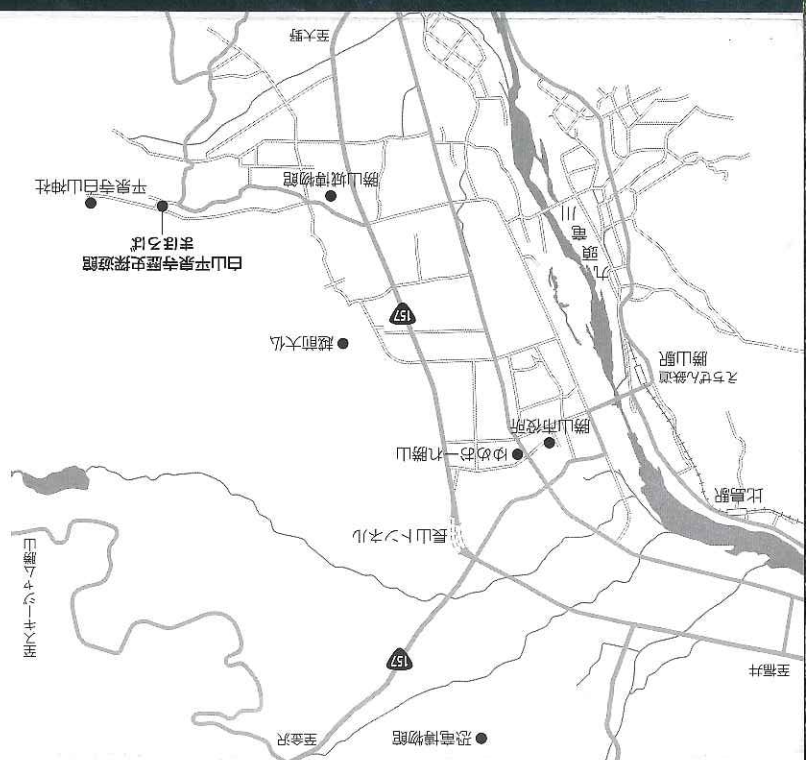 恐竜博物館
至金沢
至福井
157
至スキージャム勝山
長山トンネル
比島駅
ゆめおーれ勝山
勝山市役所
えちぜん鉄道
勝山駅
越前大仏
157
白山平泉寺歴史探遊館
まほろば
九頭竜川
平泉寺白山神社
勝山城博物館
至大野